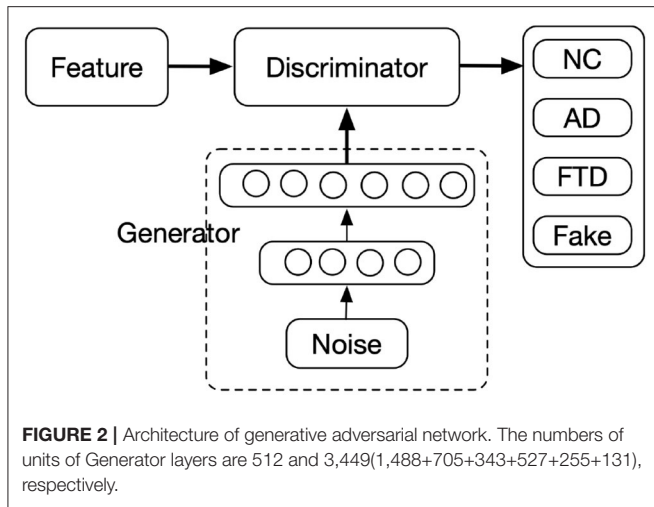 Feature
Discriminator
NC
AD
FTD
Fake
Generator
Noise
FIGURE 2 | Architecture of generative adversarial network. The numbers of
units of Generator layers are 512 and 3,449(1,488+705+343+527+255+131),
respectively.